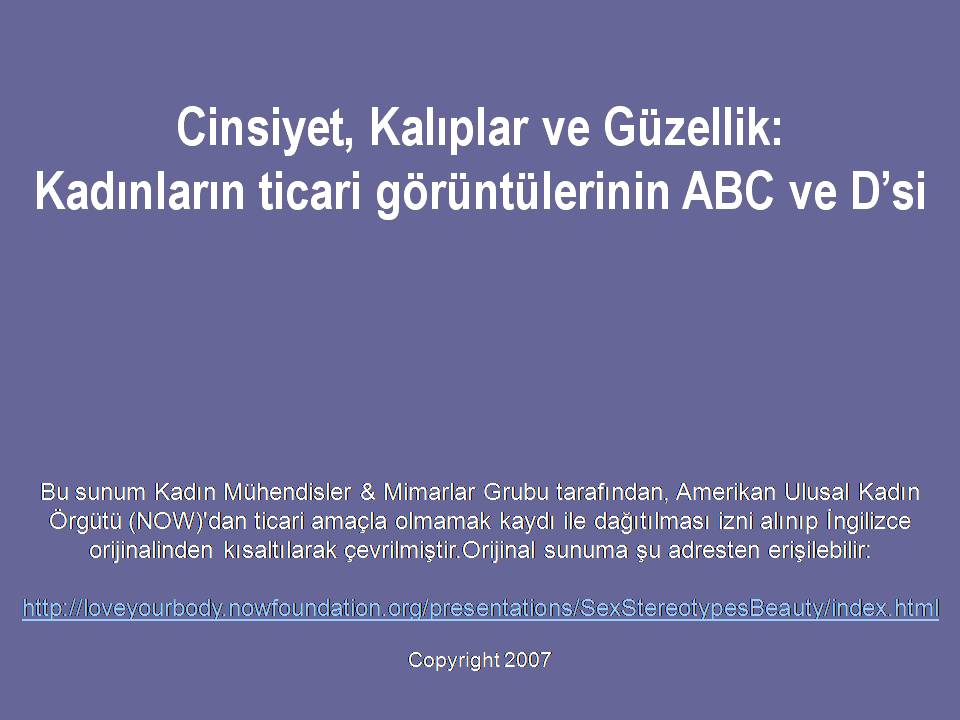 Cinsiyet, Kalıplar ve Güzellik:
Kadınların ticari görüntülerinin ABC ve D’si
Bu sunum Kadın Mühendisler & Mimarlar Grubu tarafından, Amerikan Ulusal Kadın
Örgütü (NOW)'dan ticari amaçla olmamak kaydı ile dağıtılması izni alınıp İngilizce
orijinalinden kısaltılarak çevrilmiştir.Orijinal sunuma şu adresten erişilebilir:
http://loveyourbody.nowfoundation.org/presentations/SexStereotypesBeauty/index.html
Copyright 2007